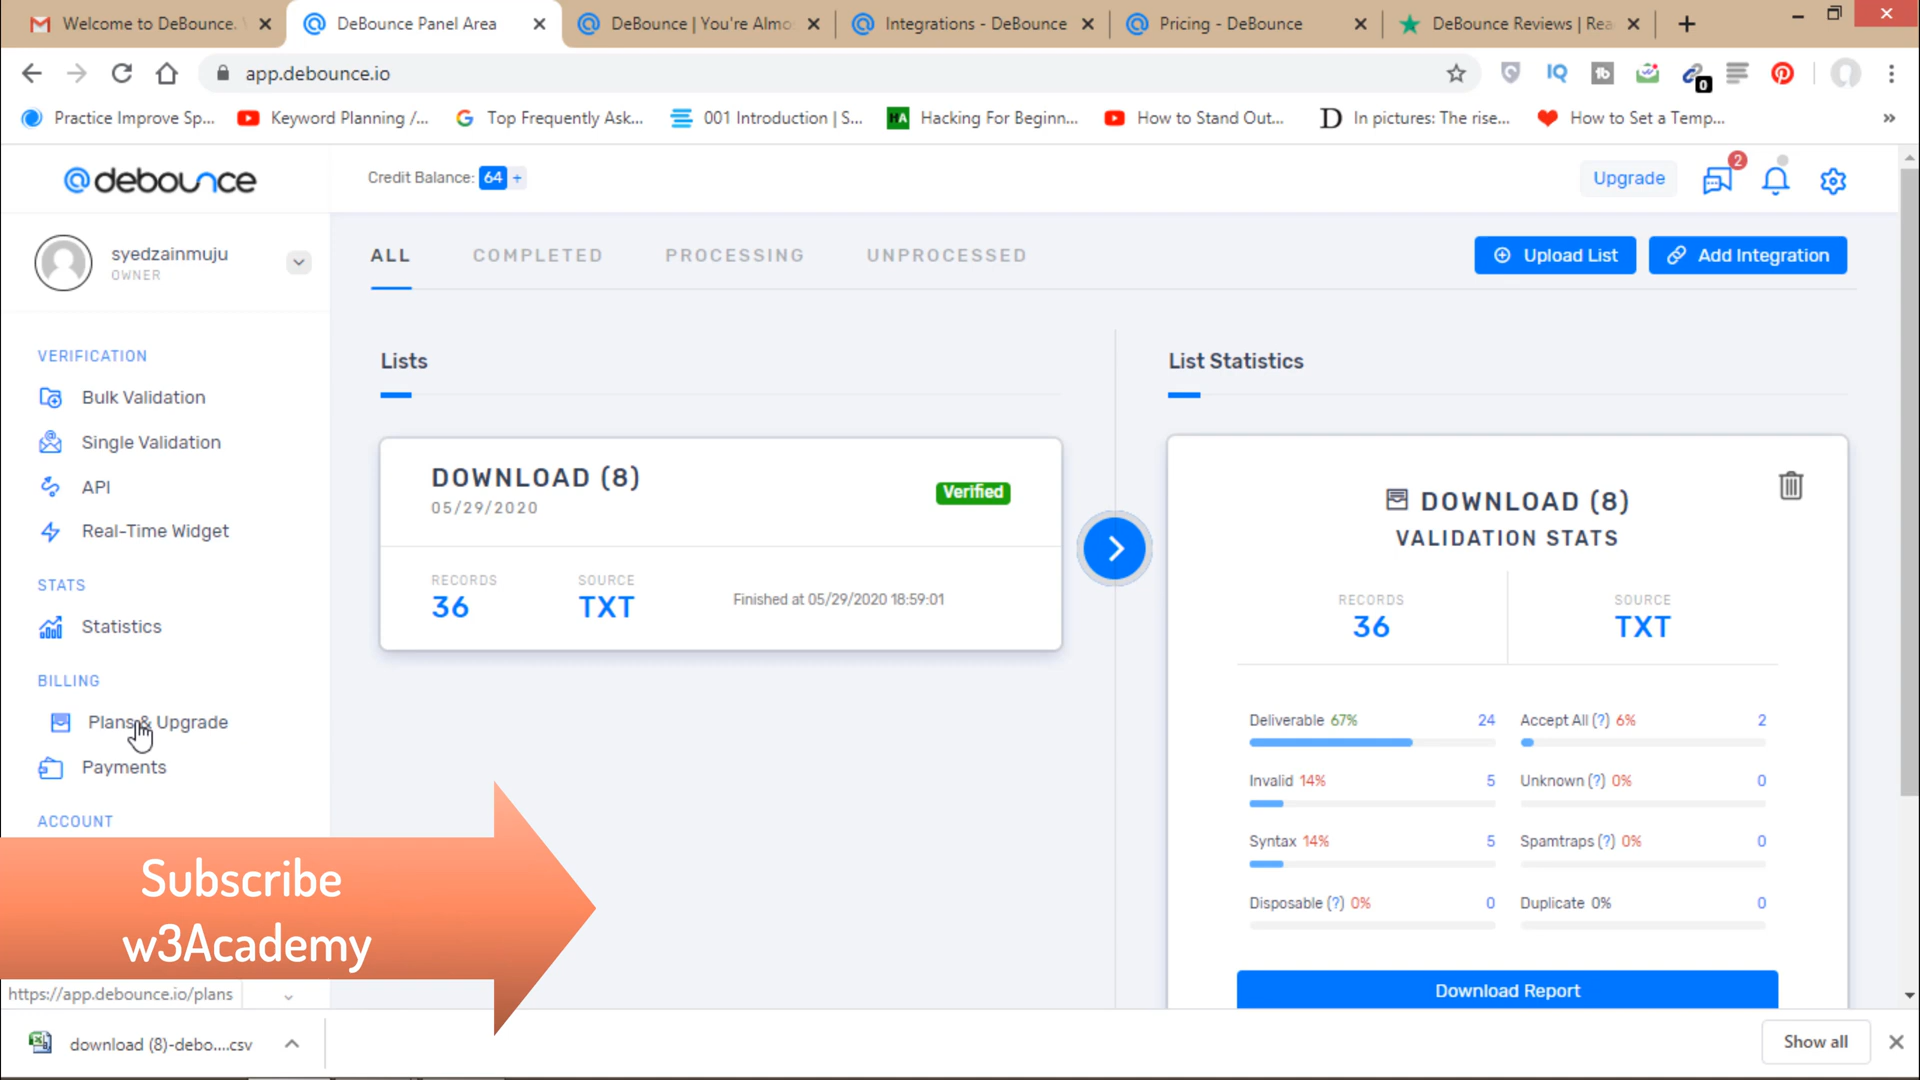 Welcome to DeBounce.
DeBounce Panel Area
DeBounce | You're Almo
Integrations - DeBounce
Pricing - DeBounce
DeBounce Reviews | Rea
app.debounce.io
IQ
tb
0
Practice Improve Sp...
Keyword Planning /...
Top Frequently Ask...
001 Introduction | S...
HA
Hacking For Beginn...
How to Stand Out...
D
In pictures: The rise...
How to Set a Temp...
»
@debounce
Credit Balance: 64 +
Upgrade
2
syedzainmuju
OWNER
ALL
COMPLETED
PROCESSING
UNPROCESSED
Upload List
Add Integration
VERIFICATION
Bulk Validation
Single Validation
API
Real-Time Widget
STATS
Statistics
BILLING
Plans & Upgrade
Payments
ACCOUNT
Lists
DOWNLOAD (8)
05/29/2020
Verified
RECORDS
36
SOURCE
TXT
Finished at 05/29/2020 18:59:01
List Statistics
DOWNLOAD (8)
VALIDATION STATS
RECORDS
36
SOURCE
TXT
Deliverable 67% 24
Accept All (?) 6% 2
Invalid 14% 5
Unknown (?) 0% 0
Syntax 14% 5
Spamtraps (?) 0% 0
Disposable (?) 0% 0
Duplicate 0% 0
Download Report
Subscribe
w3Academy
https://app.debounce.io/plans
download (8)-debo....csv
Show all